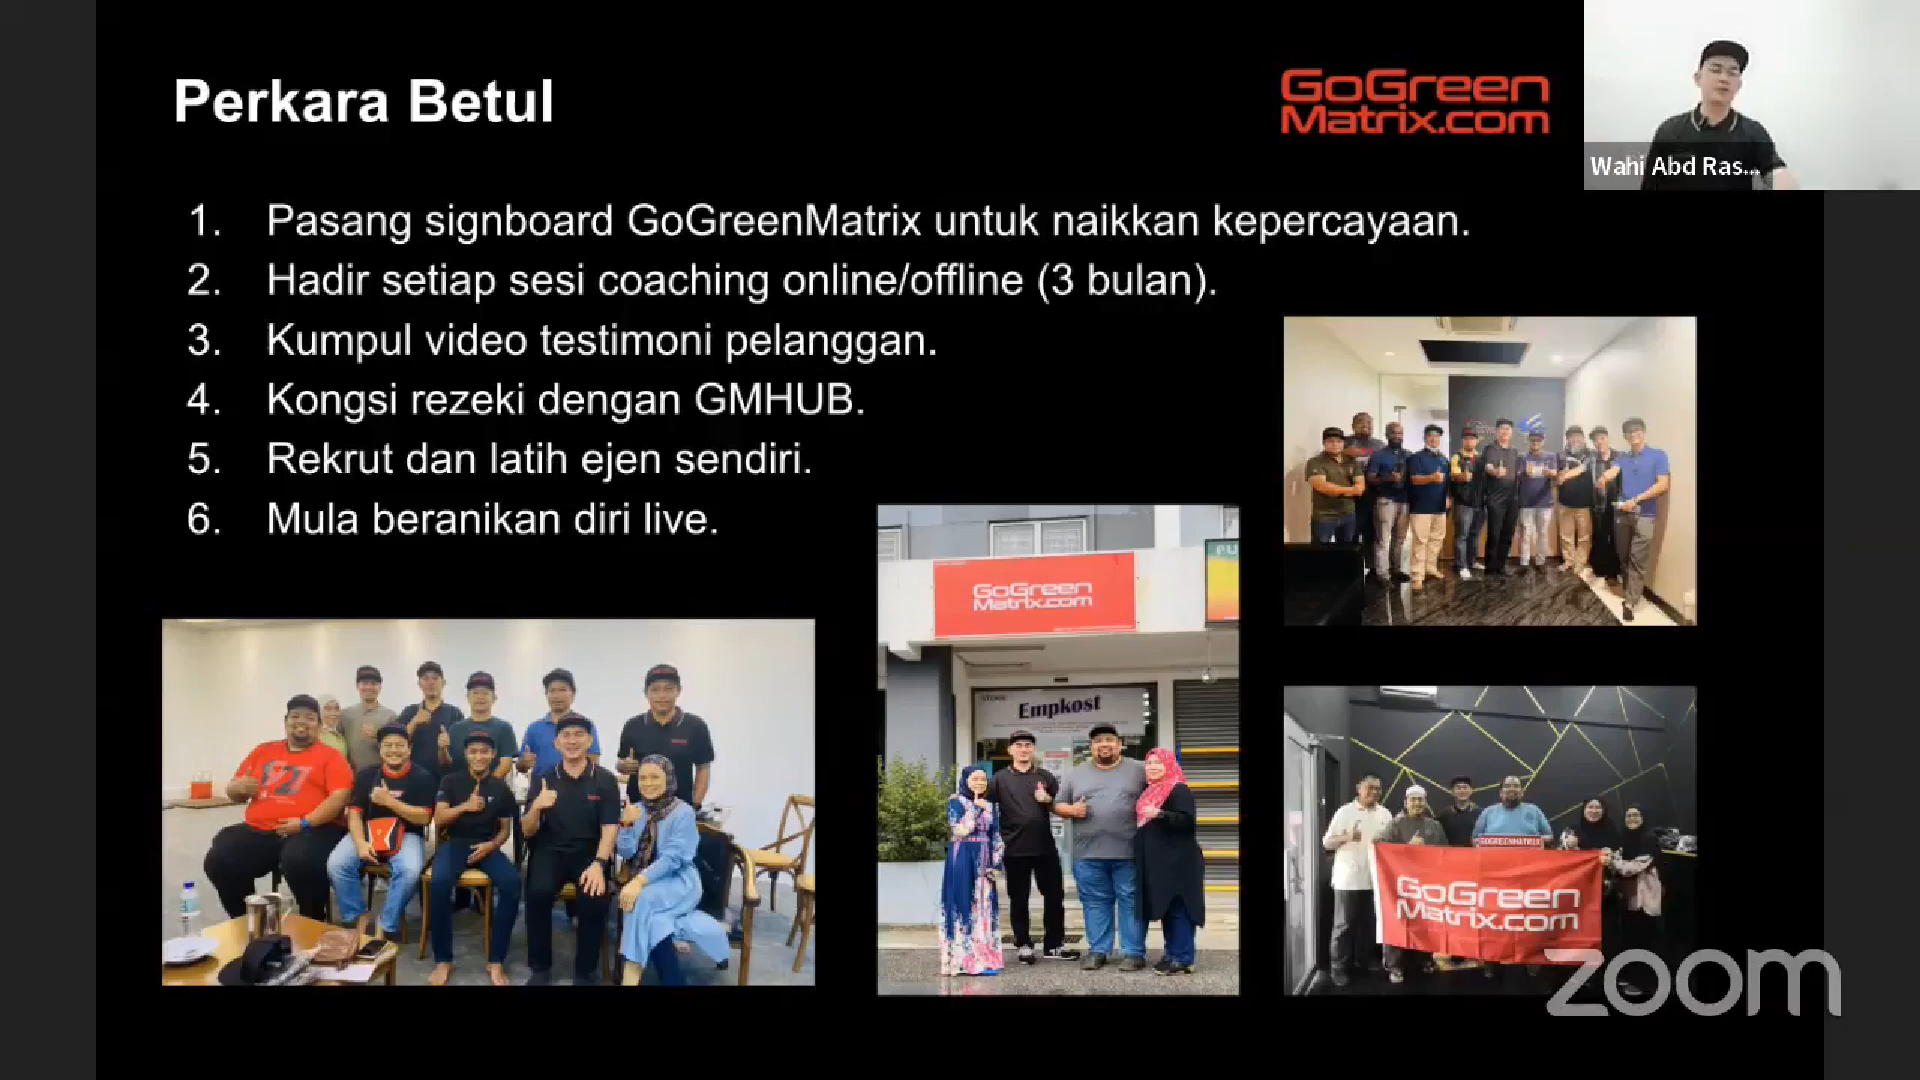 Perkara Betul
GoGreen
Matrix.com
Wahi Abd Ras...
1. Pasang signboard GoGreenMatrix untuk naikkan kepercayaan.
2. Hadir setiap sesi coaching online/offline (3 bulan).
3. Kumpul video testimoni pelanggan.
4. Kongsi rezeki dengan GMHUB.
5. Rekrut dan latih ejen sendiri.
6. Mula beranikan diri live.
GoGreen
Matrix.com
Empkost
GOGREENMATRIX
GoGreen
Matrix.com
zoom